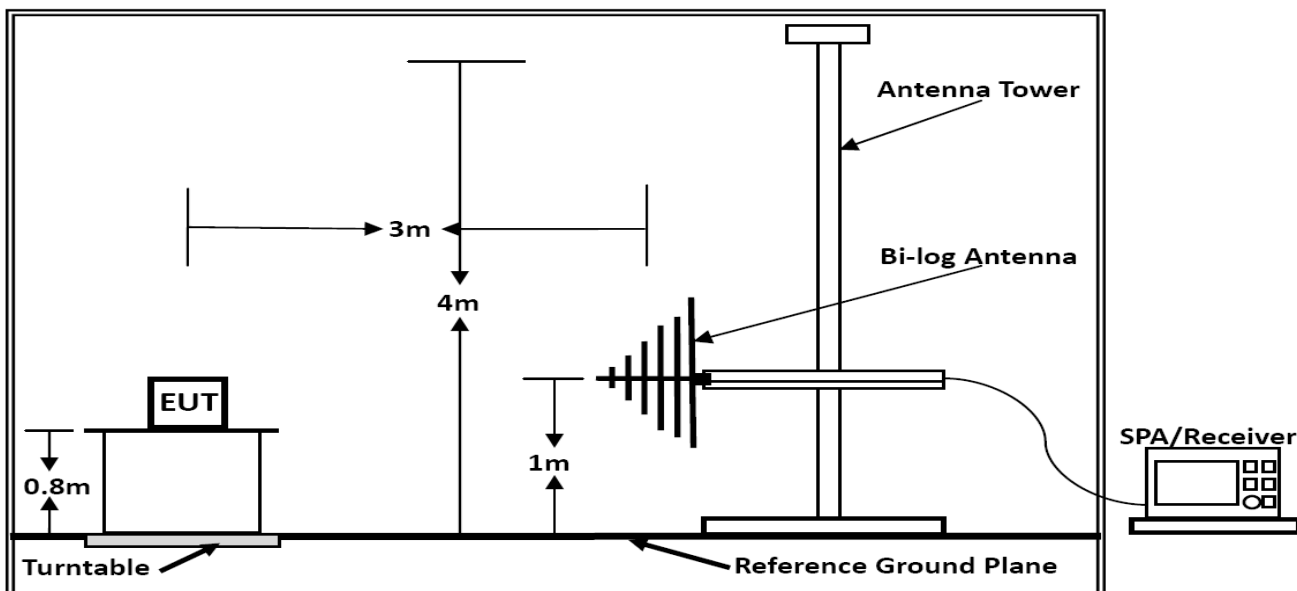 Antenna Tower
3m
Bi-log Antenna
4m
EUT
SPA/Receiver
1m
0.8m
Turntable
Reference Ground Plane